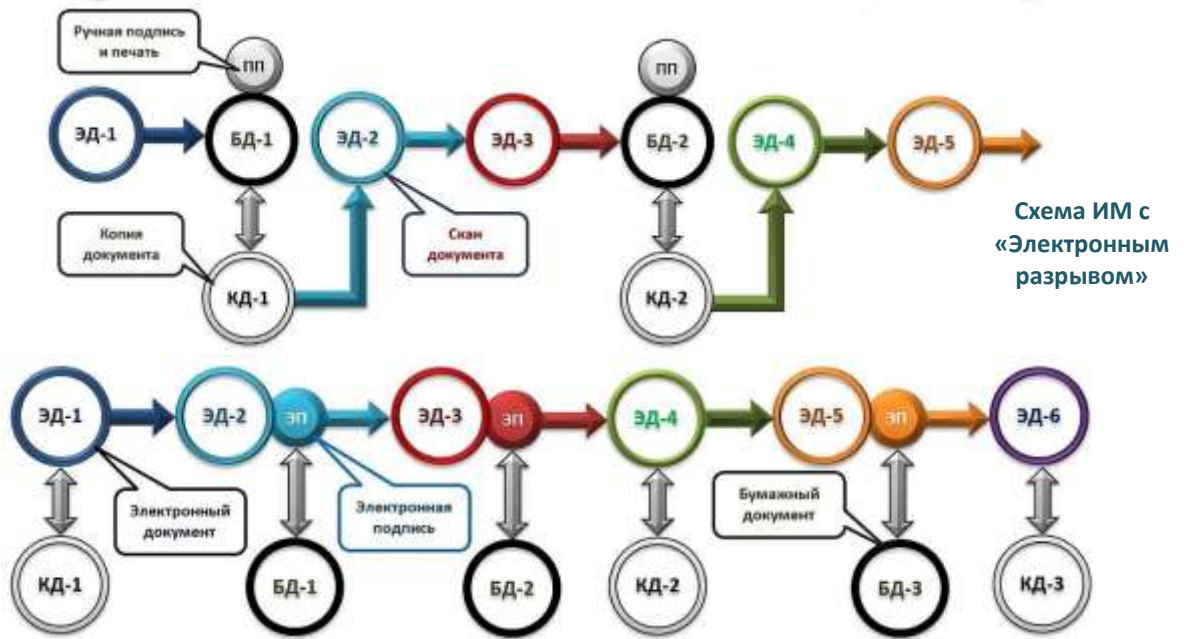 Ручная подпись
и печать
ПП
ПП
ЭД-1
БД-1
ЭД-2
ЭД-3
БД-2
ЭД-4
ЭД-5
Копия
документа
Скан
документа
Схема ИМ с
«Электронным
разрывом»
КД-1
КД-2
ЭД-1
ЭД-2
ЭП
ЭД-3
ЭП
ЭД-4
ЭД-5
ЭП
ЭД-6
Электронный
документ
Электронная
подпись
Бумажный
документ
КД-1
БД-1
БД-2
КД-2
БД-3
КД-3